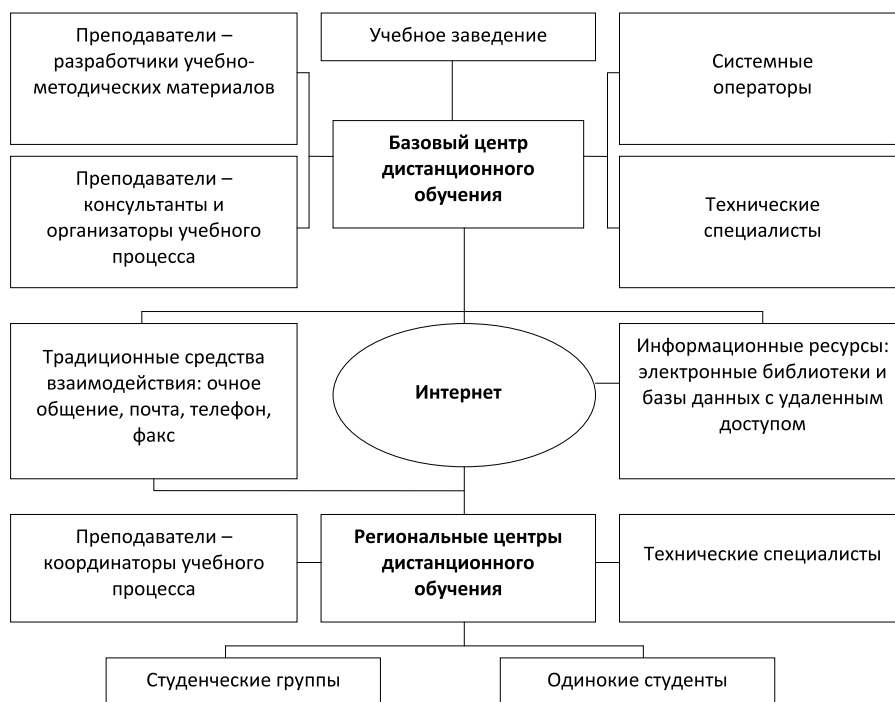 Преподаватели –
разработчики учебно-
методических материалов
Учебное заведение
Системные
операторы
Базовый центр
дистанционного
обучения
Преподаватели –
консультанты и
организаторы учебного
процесса
Технические
специалисты
Традиционные средства
взаимодействия: очное
общение, почта, телефон,
факс
Интернет
Информационные ресурсы:
электронные библиотеки и
базы данных с удаленным
доступом
Преподаватели –
координаторы учебного
процесса
Региональные центры
дистанционного
обучения
Технические специалисты
Студенческие группы
Одинокие студенты